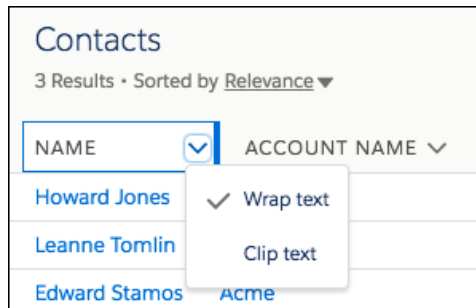 Contacts
3 Results • Sorted by Relevance
NAME ACCOUNT NAME
Howard Jones
Wrap text
Leanne Tomlin
Clip text
Edward Stamos Acme